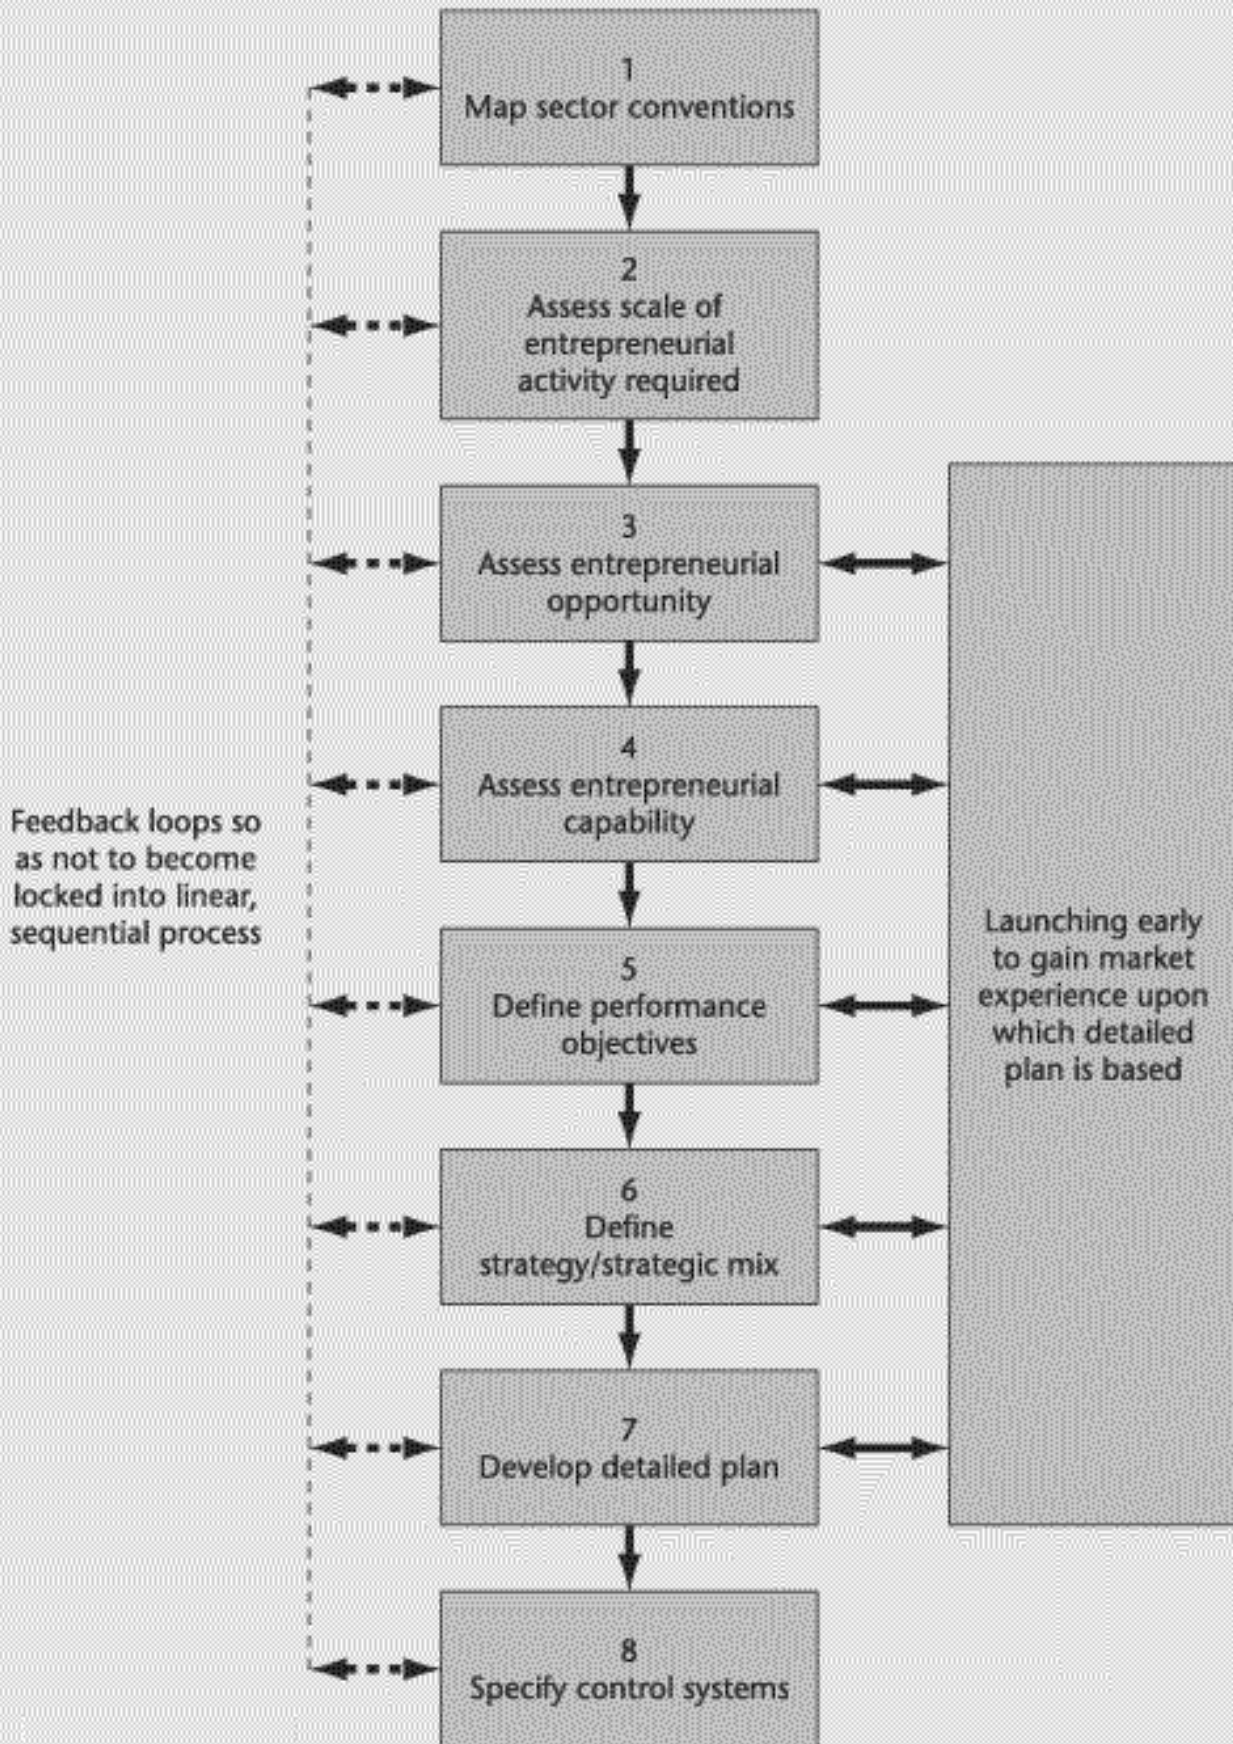 1
Map sector conventions
2
Assess scale of
entrepreneurial
activity required
3
Assess entrepreneurial
opportunity
4
Assess entrepreneurial
capability
Feedback loops so
as not to become
locked into linear,
sequential process
5
Define performance
objectives
Launching early
to gain market
experience upon
which detailed
plan is based
6
Define
strategy/strategic mix
7
Develop detailed plan
8
Specify control systems